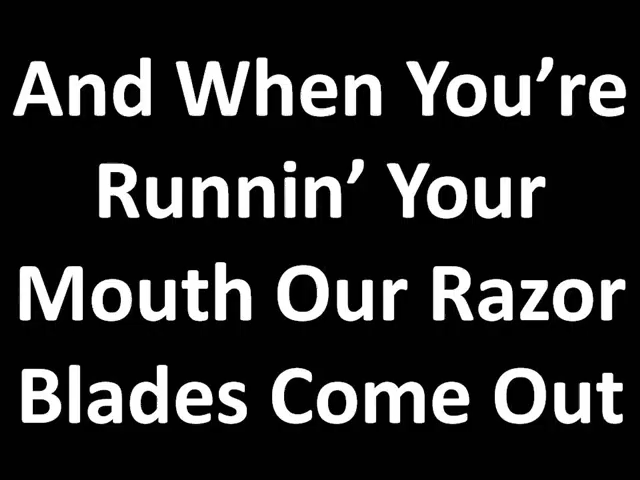 And When You’re
Runnin’ Your
Mouth Our Razor
Blades Come Out